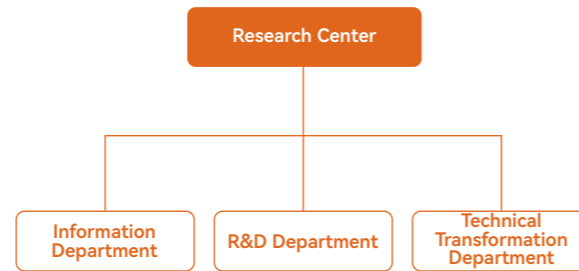 Research Center
Information
Department
R&D Department
Technical
Transformation
Department